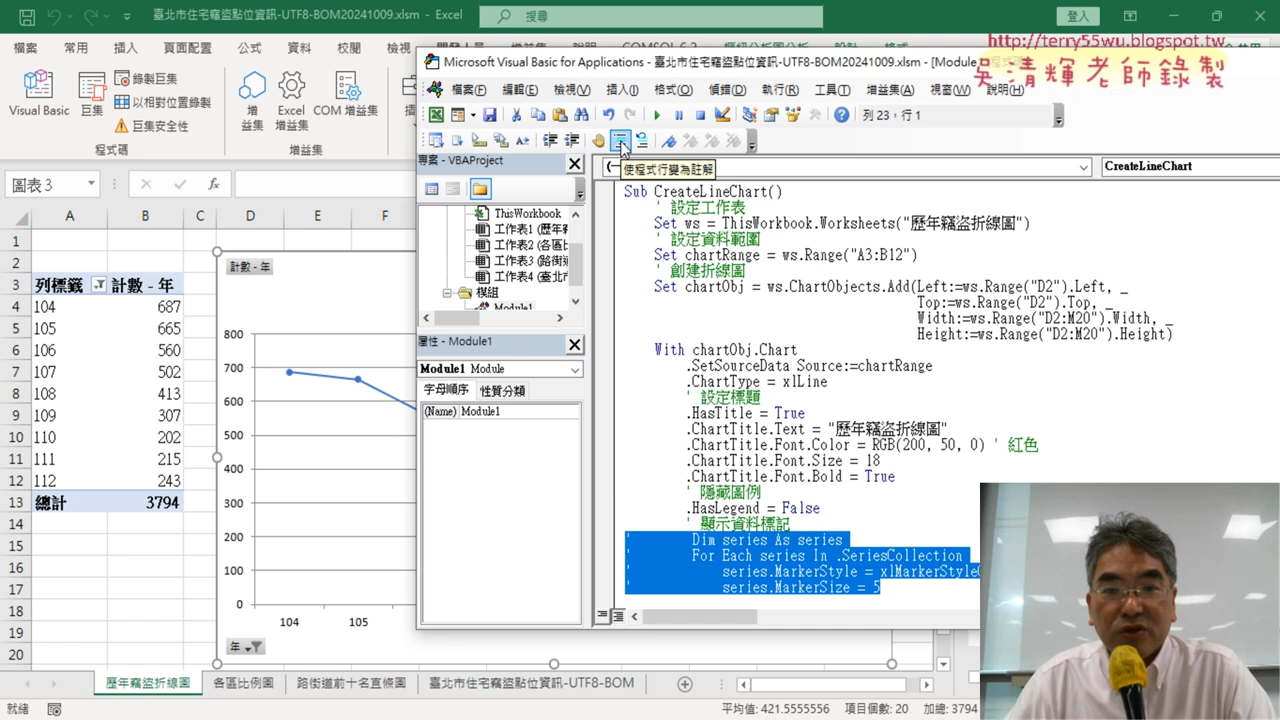 臺北市住宅竊盜點位資訊-UTF8-BOM20241009.xlsm - Excel
搜尋
登入
檔案 常用 插入 頁面配置 公式 資料 校閱 檢視
http://terry55wu.blogspot.tw
吳清輝老師錄製
Visual Basic
巨集
錄製巨集
以相對位置錄製
巨集安全性
程式碼
增益集
Excel 增益集
COM 增益集
增益集
圖表 3
fx
A B C D E F
1
2
3 列標籤 計數 - 年
4 104 687
5 105 665
6 106 560
7 107 502
8 108 413
9 109 307
10 110 202
11 111 215
12 112 243
13 總計 3794
14
15
16
17
18
19
20
計數 - 年
800
700
600
500
400
300
200
100
0
104 105
年
Microsoft Visual Basic for Applications - 臺北市住宅竊盜點位資訊-UTF8-BOM20241009.xlsm - [Module
檔案(F) 編輯(E) 檢視(V) 插入(I) 格式(O) 偵錯(D) 執行(R) 工具(T) 增益集(A) 視窗(W) 說明(H)
列 23，行 1
使程式行變為註解
專案 - VBAProject
ThisWorkbook
工作表1 (歷年
工作表2 (各區比
工作表3 (路街
工作表4 (臺北
模組
Module1
屬性 - Module1
Module1 Module
字母順序 性質分類
(Name) Module1
CreateLineChart
Sub CreateLineChart()
' 設定工作表
Set ws = ThisWorkbook.Worksheets("歷年竊盜折線圖")
' 設定資料範圍
Set chartRange = ws.Range("A3:B12")
' 創建折線圖
Set chartObj = ws.ChartObjects.Add(Left:=ws.Range("D2").Left, _
Top:=ws.Range("D2").Top, _
Width:=ws.Range("D2:M20").Width, _
Height:=ws.Range("D2:M20").Height)
With chartObj.Chart
.SetSourceData Source:=chartRange
.ChartType = xlLine
' 設定標題
.HasTitle = True
.ChartTitle.Text = "歷年竊盜折線圖"
.ChartTitle.Font.Color = RGB(200, 50, 0) ' 紅色
.ChartTitle.Font.Size = 18
.ChartTitle.Font.Bold = True
' 隱藏圖例
.HasLegend = False
' 顯示資料標記
' Dim series As series
' For Each series In .SeriesCollection
' series.MarkerStyle = xlMarkerStyle
' series.MarkerSize = 5
歷年竊盜折線圖 各區比例圖 路街道前十名直條圖 臺北市住宅竊盜點位資訊-UTF8-BOM
就緒
平均值: 421.5555556 項目個數: 20 加總: 3794